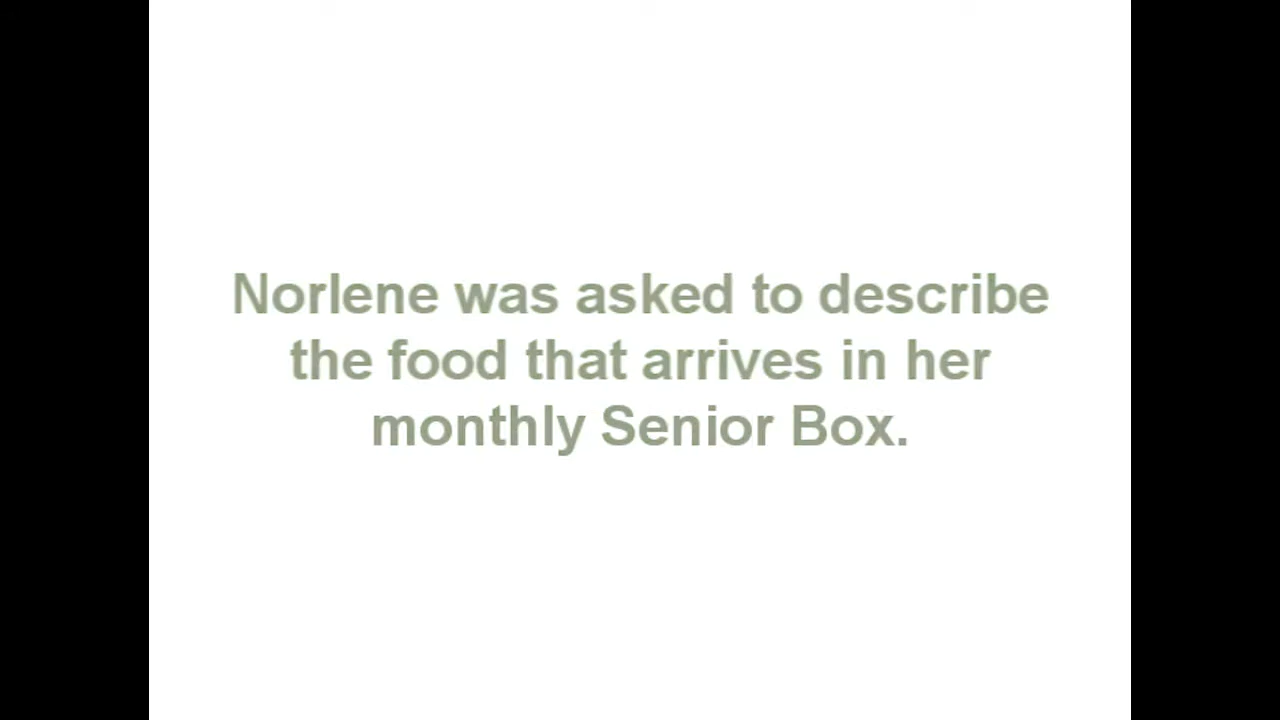 Norlene was asked to describe
the food that arrives in her
monthly Senior Box.